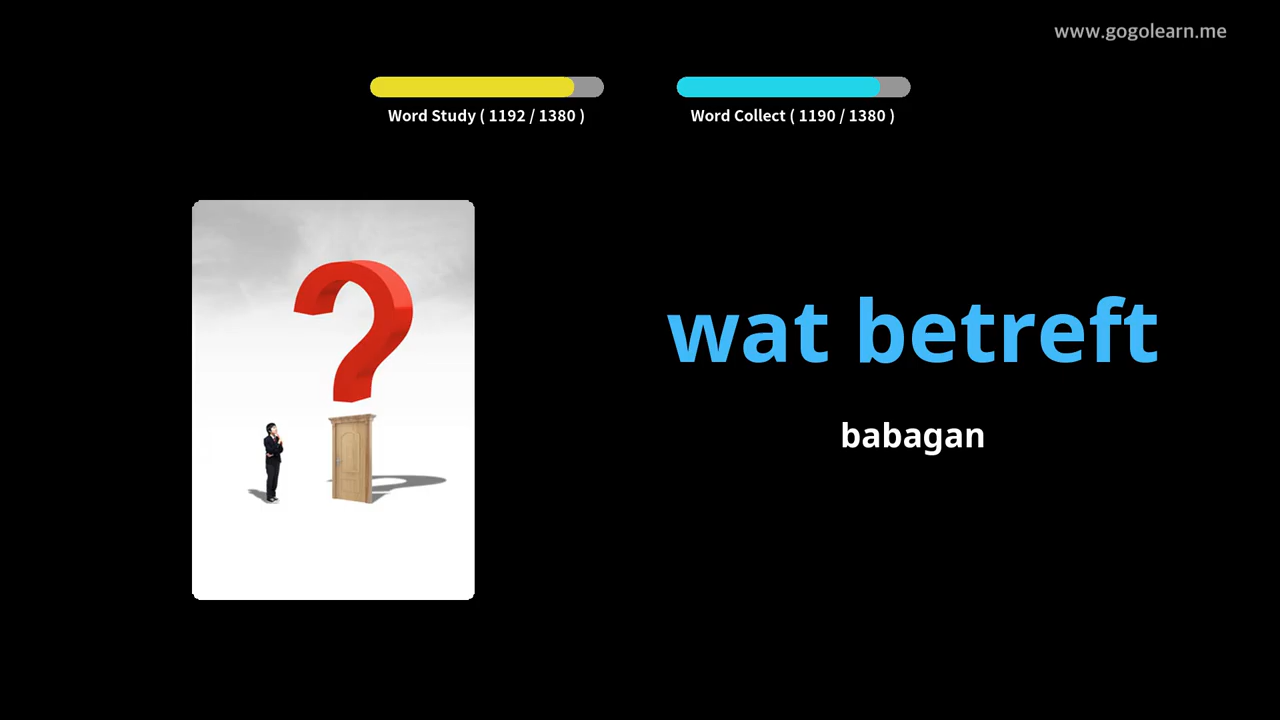 www.gogolearn.me
Word Study ( 1192 / 1380 )
Word Collect ( 1190 / 1380 )
?
wat betreft
babagan